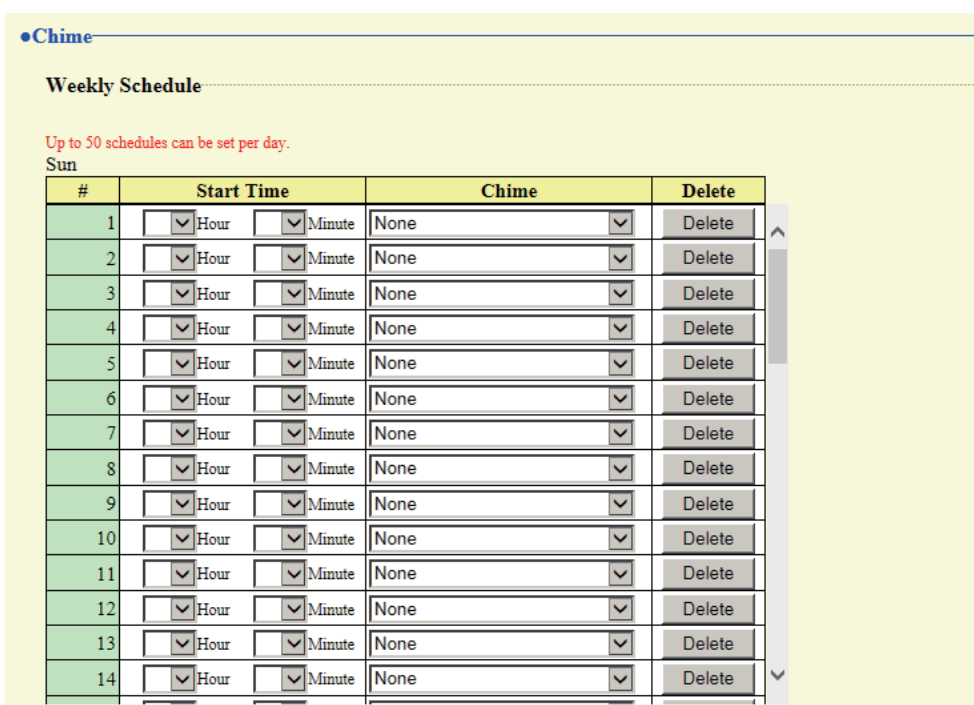 ●Chime
Weekly Schedule
Up to 50 schedules can be set per day.
Sun
# Start Time Chime Delete
1 Hour Minute None Delete
2 Hour Minute None Delete
3 Hour Minute None Delete
4 Hour Minute None Delete
5 Hour Minute None Delete
6 Hour Minute None Delete
7 Hour Minute None Delete
8 Hour Minute None Delete
9 Hour Minute None Delete
10 Hour Minute None Delete
11 Hour Minute None Delete
12 Hour Minute None Delete
13 Hour Minute None Delete
14 Hour Minute None Delete